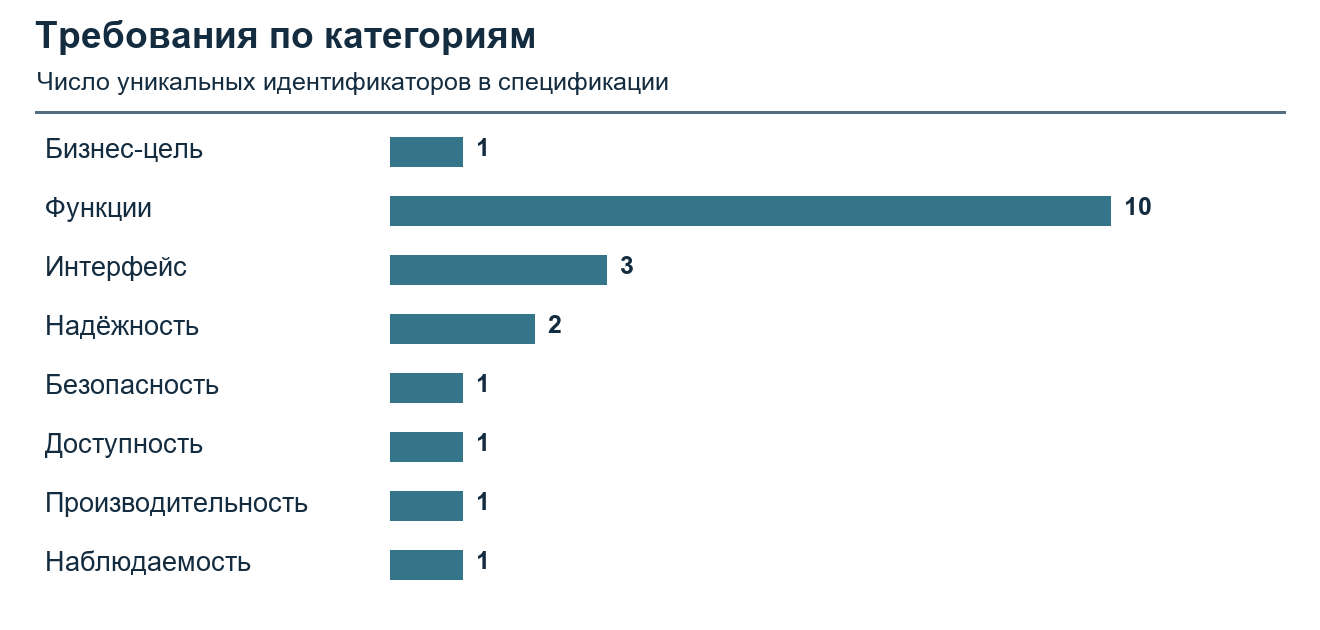 Требования по категориям
Число уникальных идентификаторов в спецификации
Бизнес-цель 1
Функции 10
Интерфейс 3
Надёжность 2
Безопасность 1
Доступность 1
Производительность 1
Наблюдаемость 1